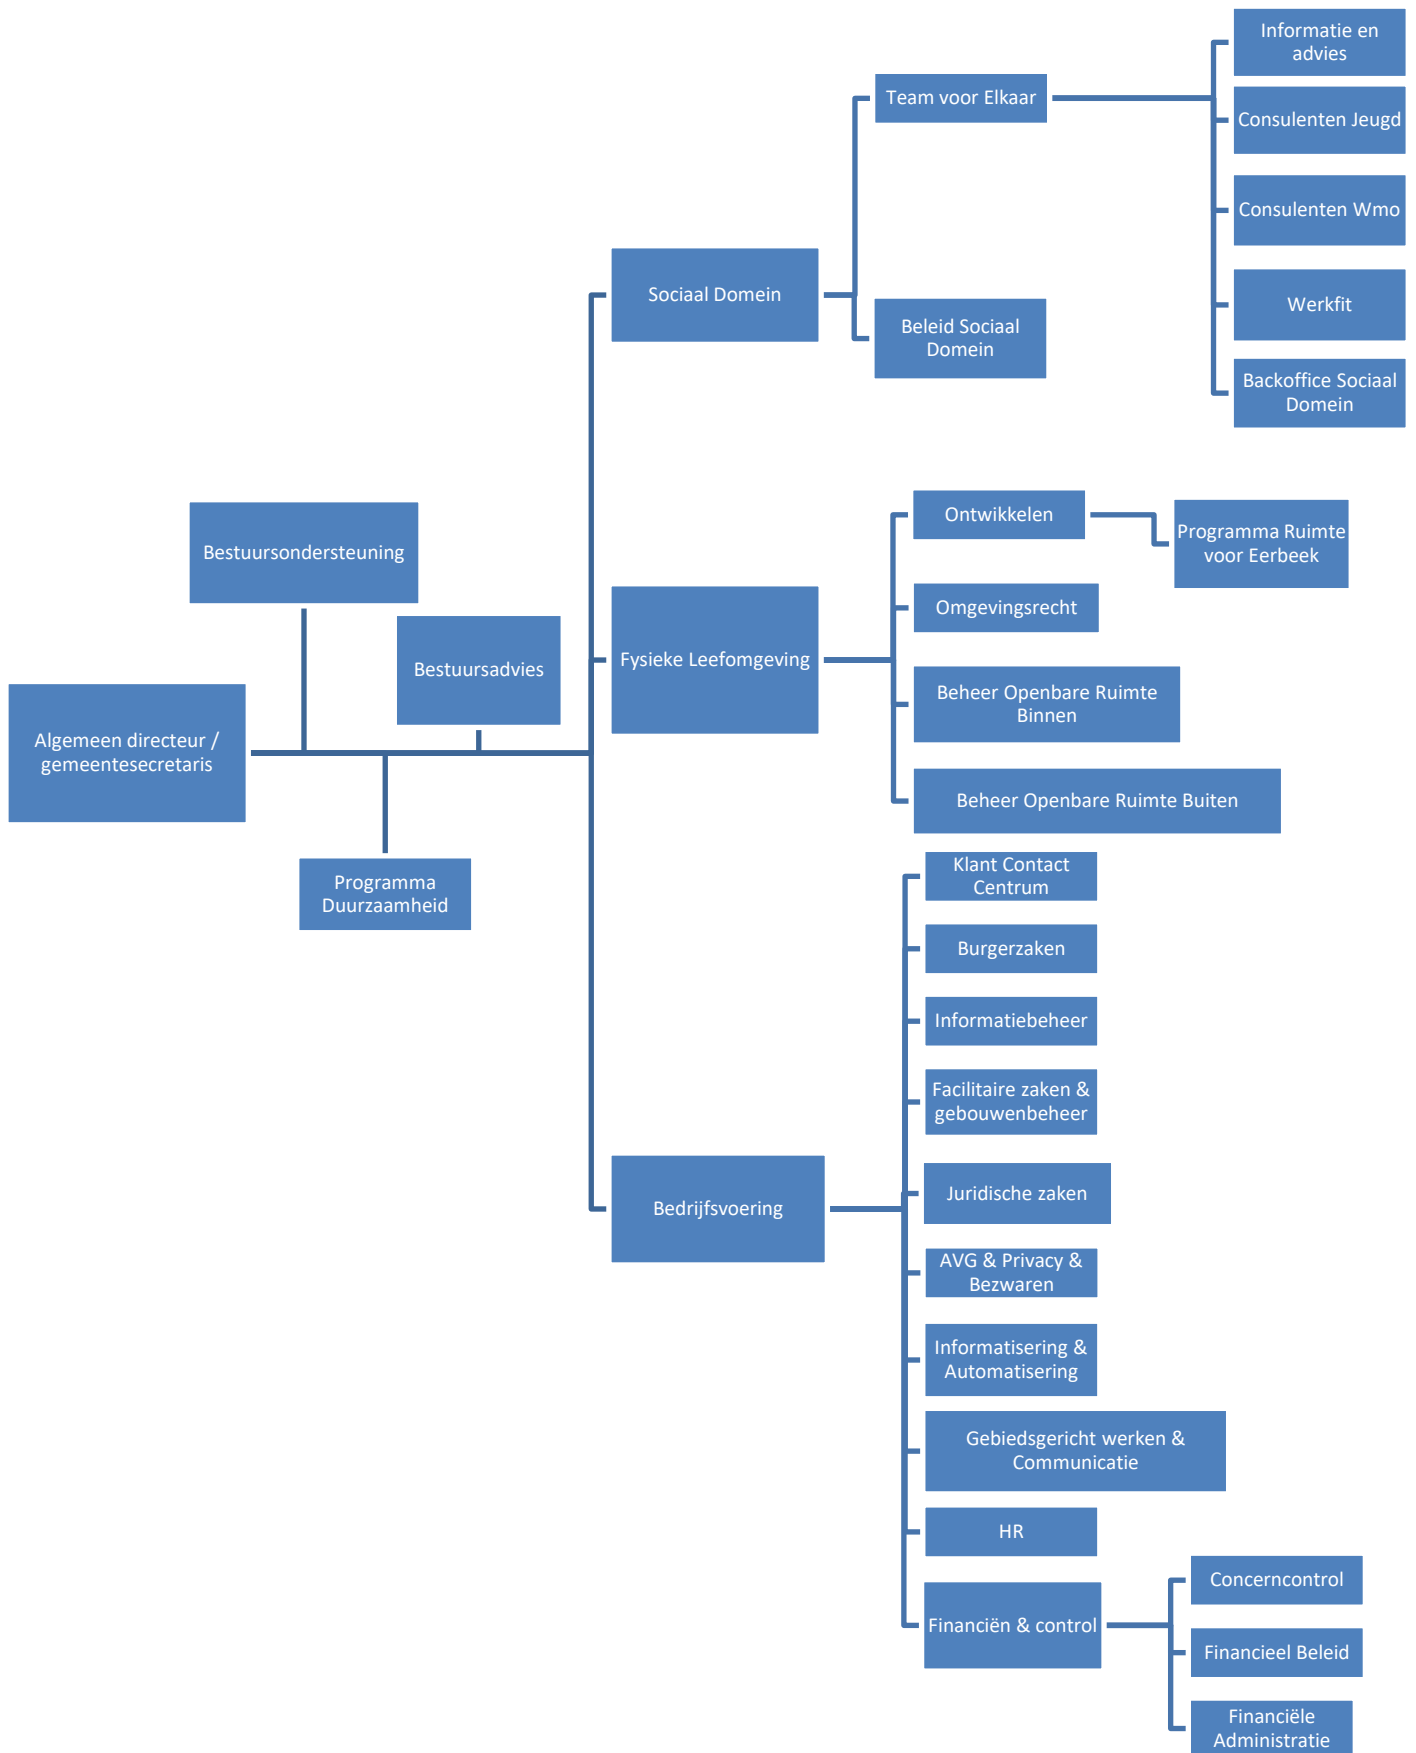 Algemeen directeur /
gemeentesecretaris
Bestuursondersteuning
Bestuursadvies
Programma
Duurzaamheid
Sociaal Domein
Team voor Elkaar
Informatie en
advies
Consulenten Jeugd
Consulenten Wmo
Werkfit
Backoffice Sociaal
Domein
Beleid Sociaal
Domein
Fysieke Leefomgeving
Ontwikkelen
Programma Ruimte
voor Eerbeek
Omgevingsrecht
Beheer Openbare Ruimte
Binnen
Beheer Openbare Ruimte Buiten
Bedrijfsvoering
Klant Contact
Centrum
Burgerzaken
Informatiebeheer
Facilitaire zaken &
gebouwenbeheer
Juridische zaken
AVG & Privacy &
Bezwaren
Informatisering &
Automatisering
Gebiedsgericht werken &
Communicatie
HR
Financiën & control
Concerncontrol
Financieel Beleid
Financiële
Administratie